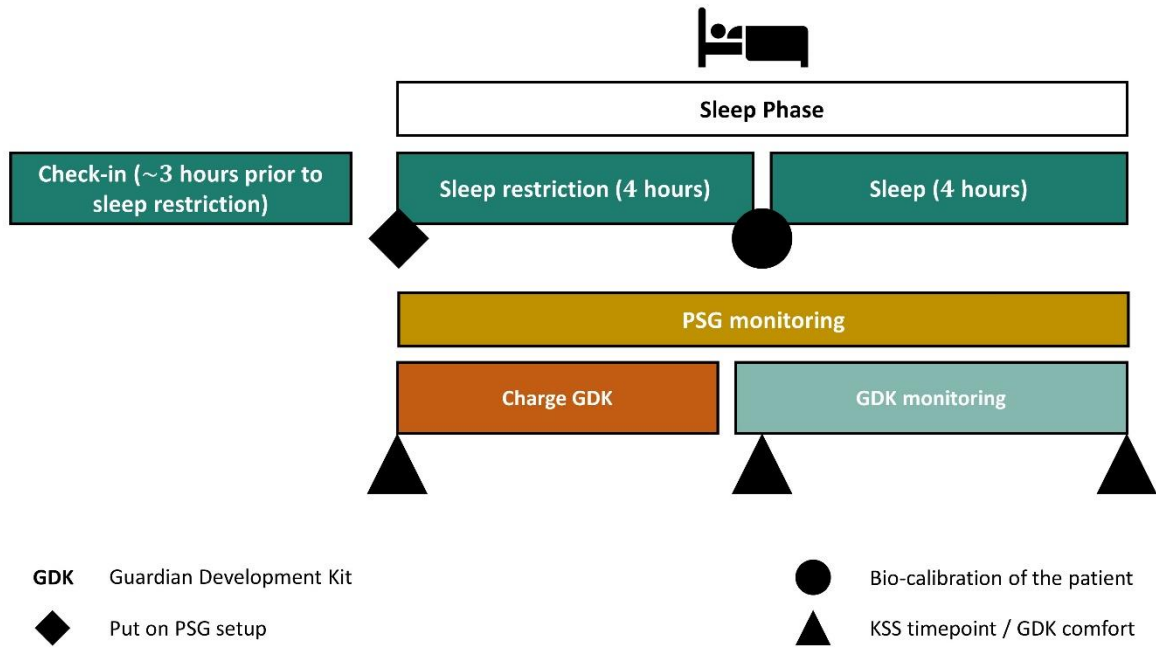 Sleep Phase
Check-in (~3 hours prior to
sleep restriction)
Sleep restriction (4 hours)
Sleep (4 hours)
PSG monitoring
Charge GDK
GDK monitoring
GDK Guardian Development Kit
Put on PSG setup
Bio-calibration of the patient
KSS timepoint / GDK comfort